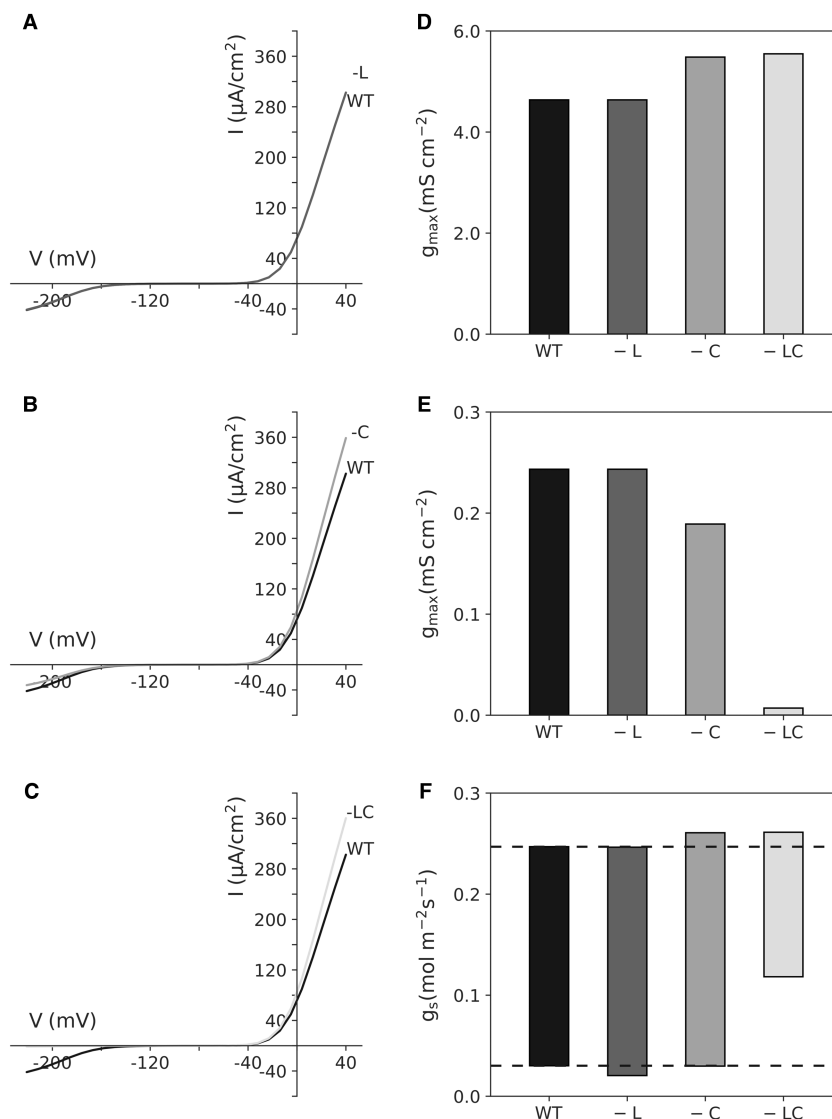 A
I (µA/cm²)
360
280
200
120
40
-40
-L
WT
V (mV)
-200
-120
-40
40
B
I (µA/cm²)
360
280
200
120
40
-40
-C
WT
V (mV)
-200
-120
-40
40
C
I (µA/cm²)
360
280
200
120
40
-40
-LC
WT
V (mV)
-200
-120
-40
40
D
gmax(mS cm−2)
6.0
4.0
2.0
0.0
WT
− L
− C
− LC
E
gmax(mS cm−2)
0.3
0.2
0.1
0.0
WT
− L
− C
− LC
F
gs(mol m−2s−1)
0.3
0.2
0.1
0.0
WT
− L
− C
− LC